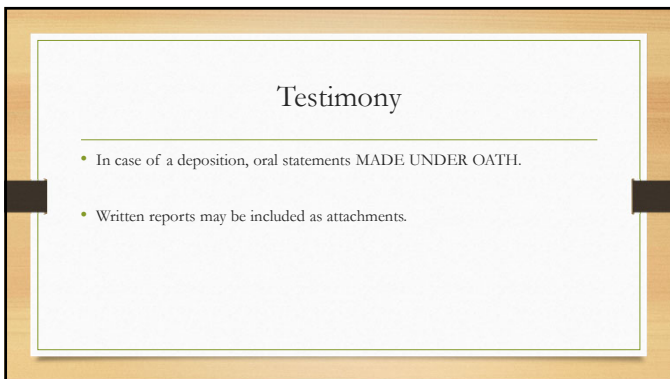 Testimony
• In case of a deposition, oral statements MADE UNDER OATH.
• Written reports may be included as attachments.